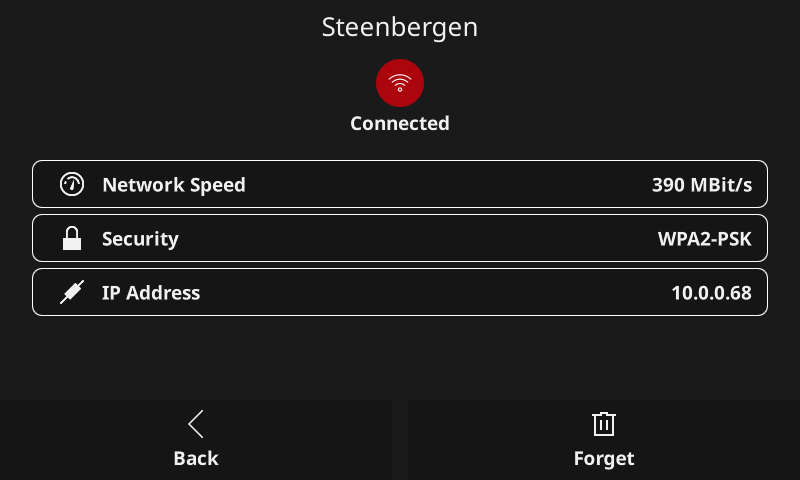 Steenbergen
Connected
Network Speed 390 MBit/s
Security WPA2-PSK
IP Address 10.0.0.68
Back Forget